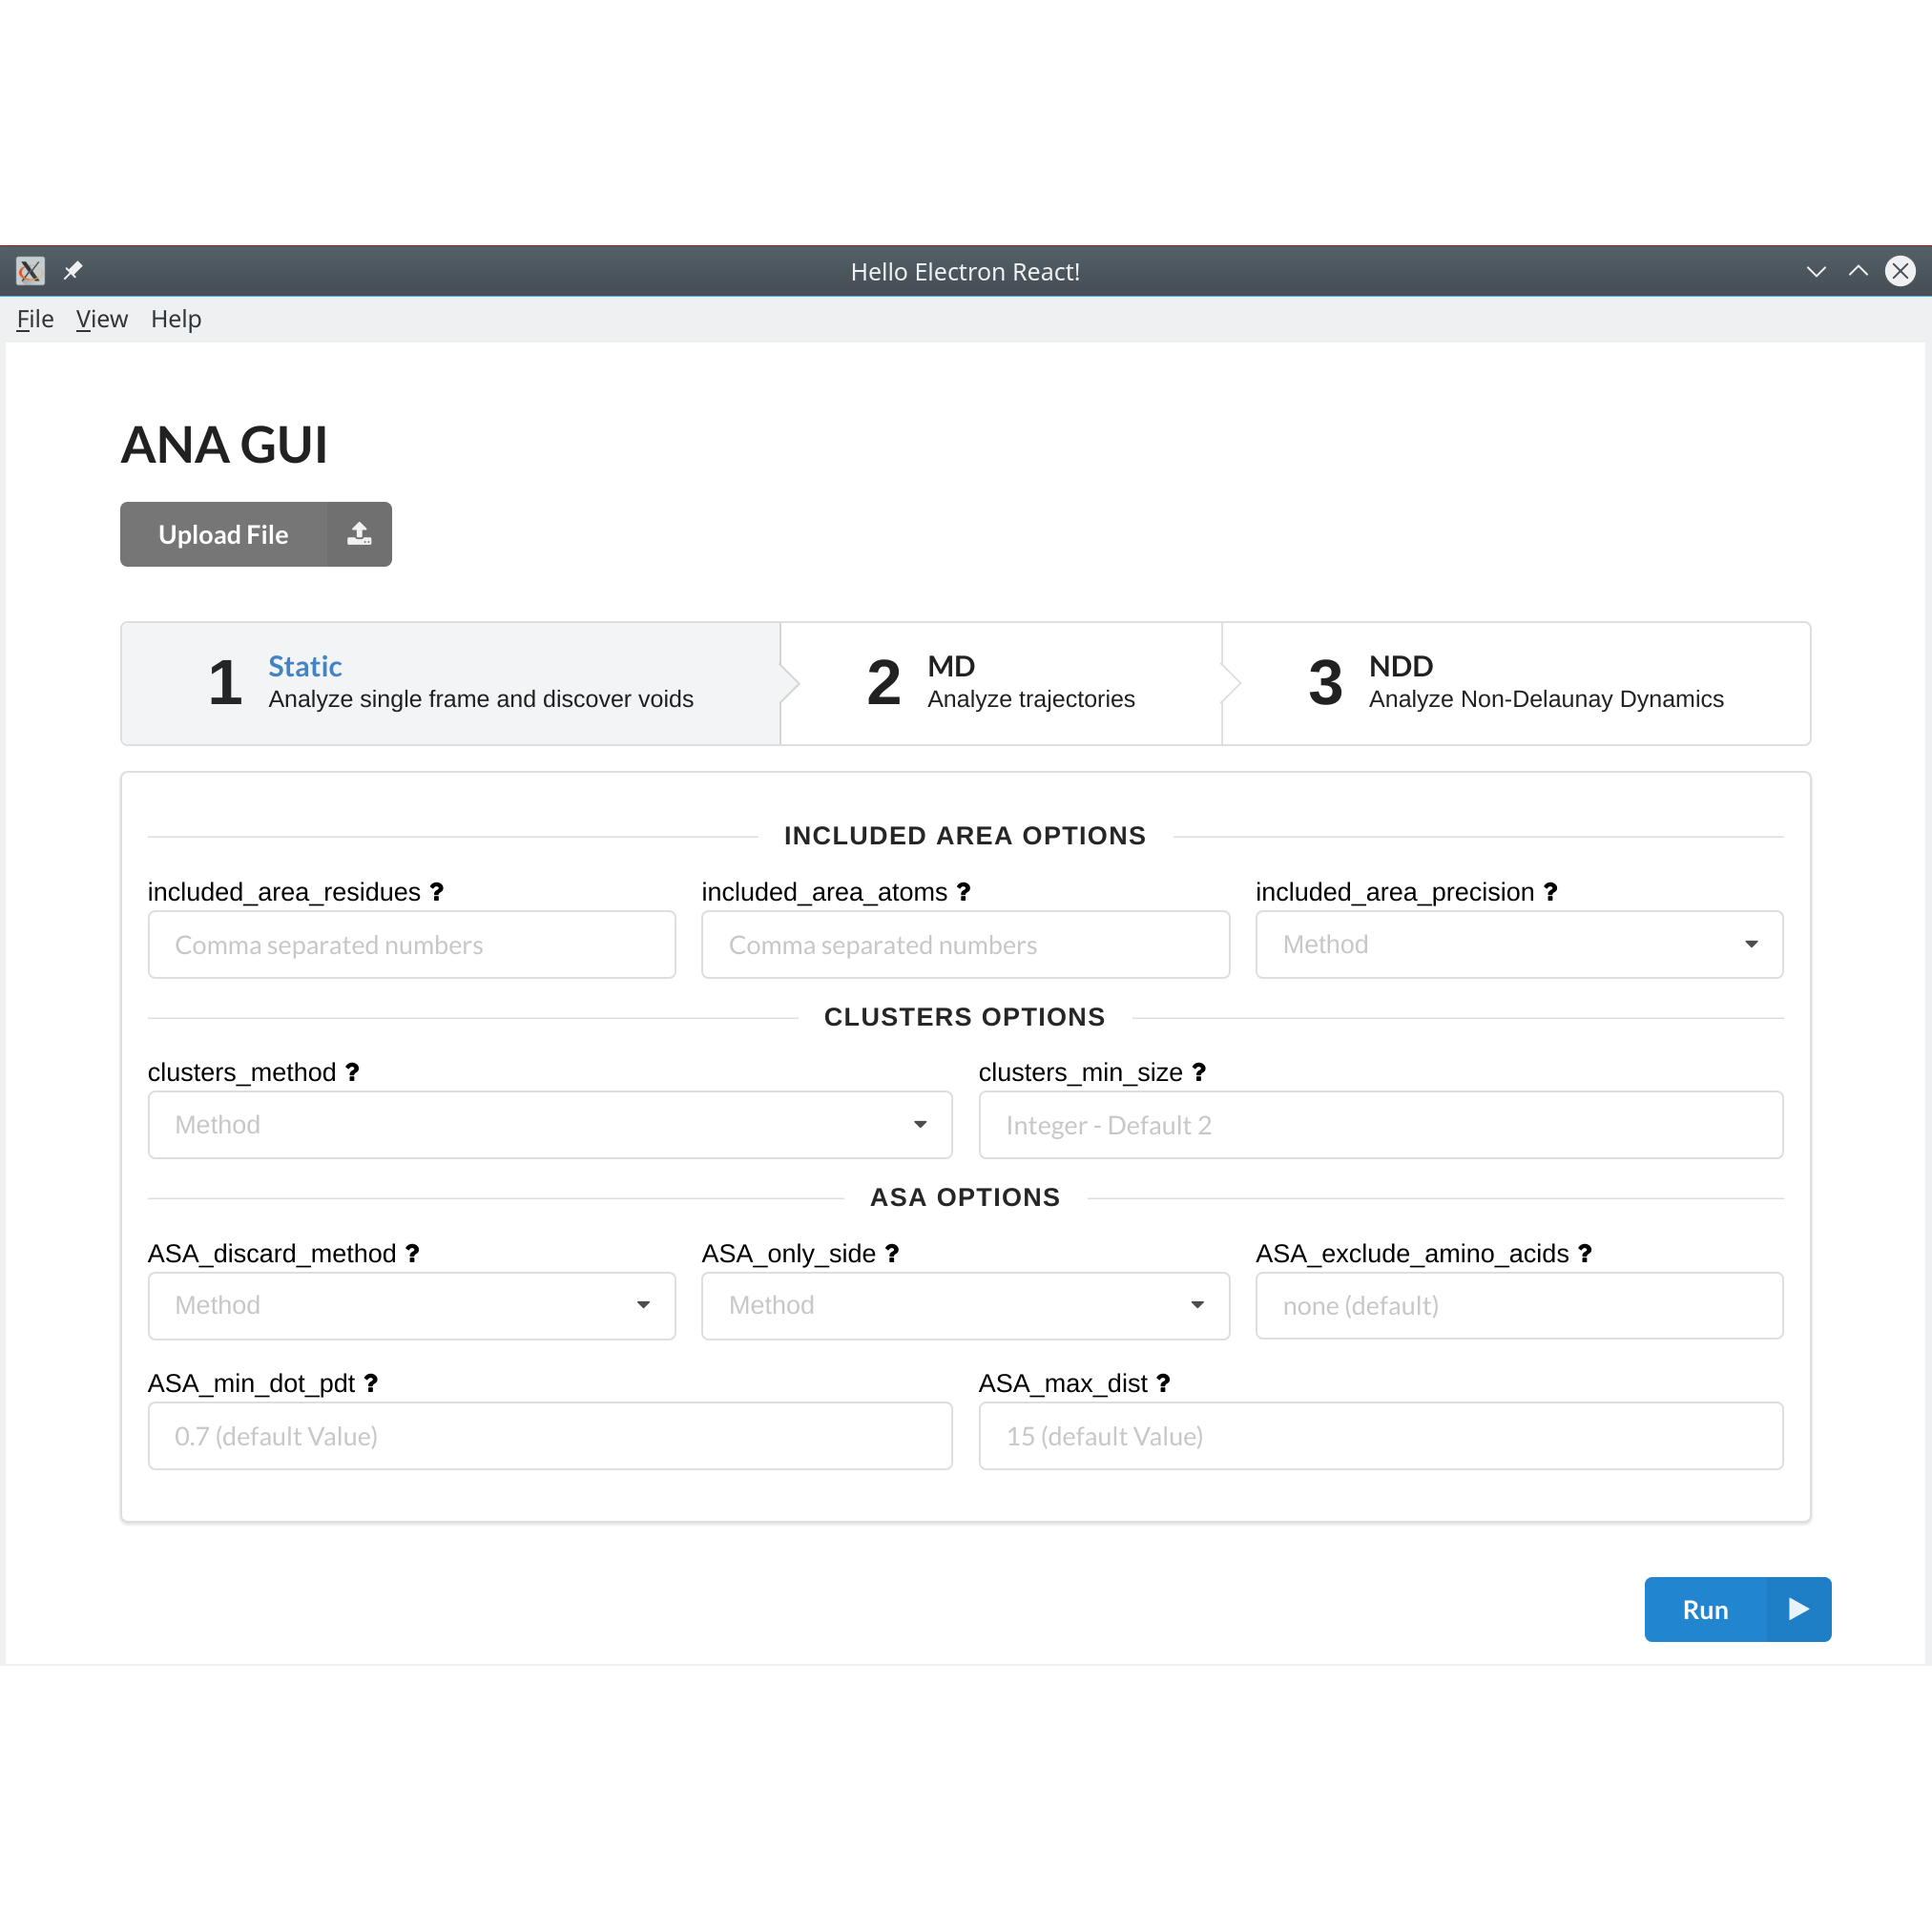 Hello Electron React!
File View Help
ANA GUI
Upload File
1 Static
Analyze single frame and discover voids
2 MD
Analyze trajectories
3 NDD
Analyze Non-Delaunay Dynamics
INCLUDED AREA OPTIONS
included_area_residues ? included_area_atoms ? included_area_precision ?
Comma separated numbers Comma separated numbers Method
CLUSTERS OPTIONS
clusters_method ? clusters_min_size ?
Method Integer - Default 2
ASA OPTIONS
ASA_discard_method ? ASA_only_side ? ASA_exclude_amino_acids ?
Method Method none (default)
ASA_min_dot_pdt ? ASA_max_dist ?
0.7 (default Value) 15 (default Value)
Run